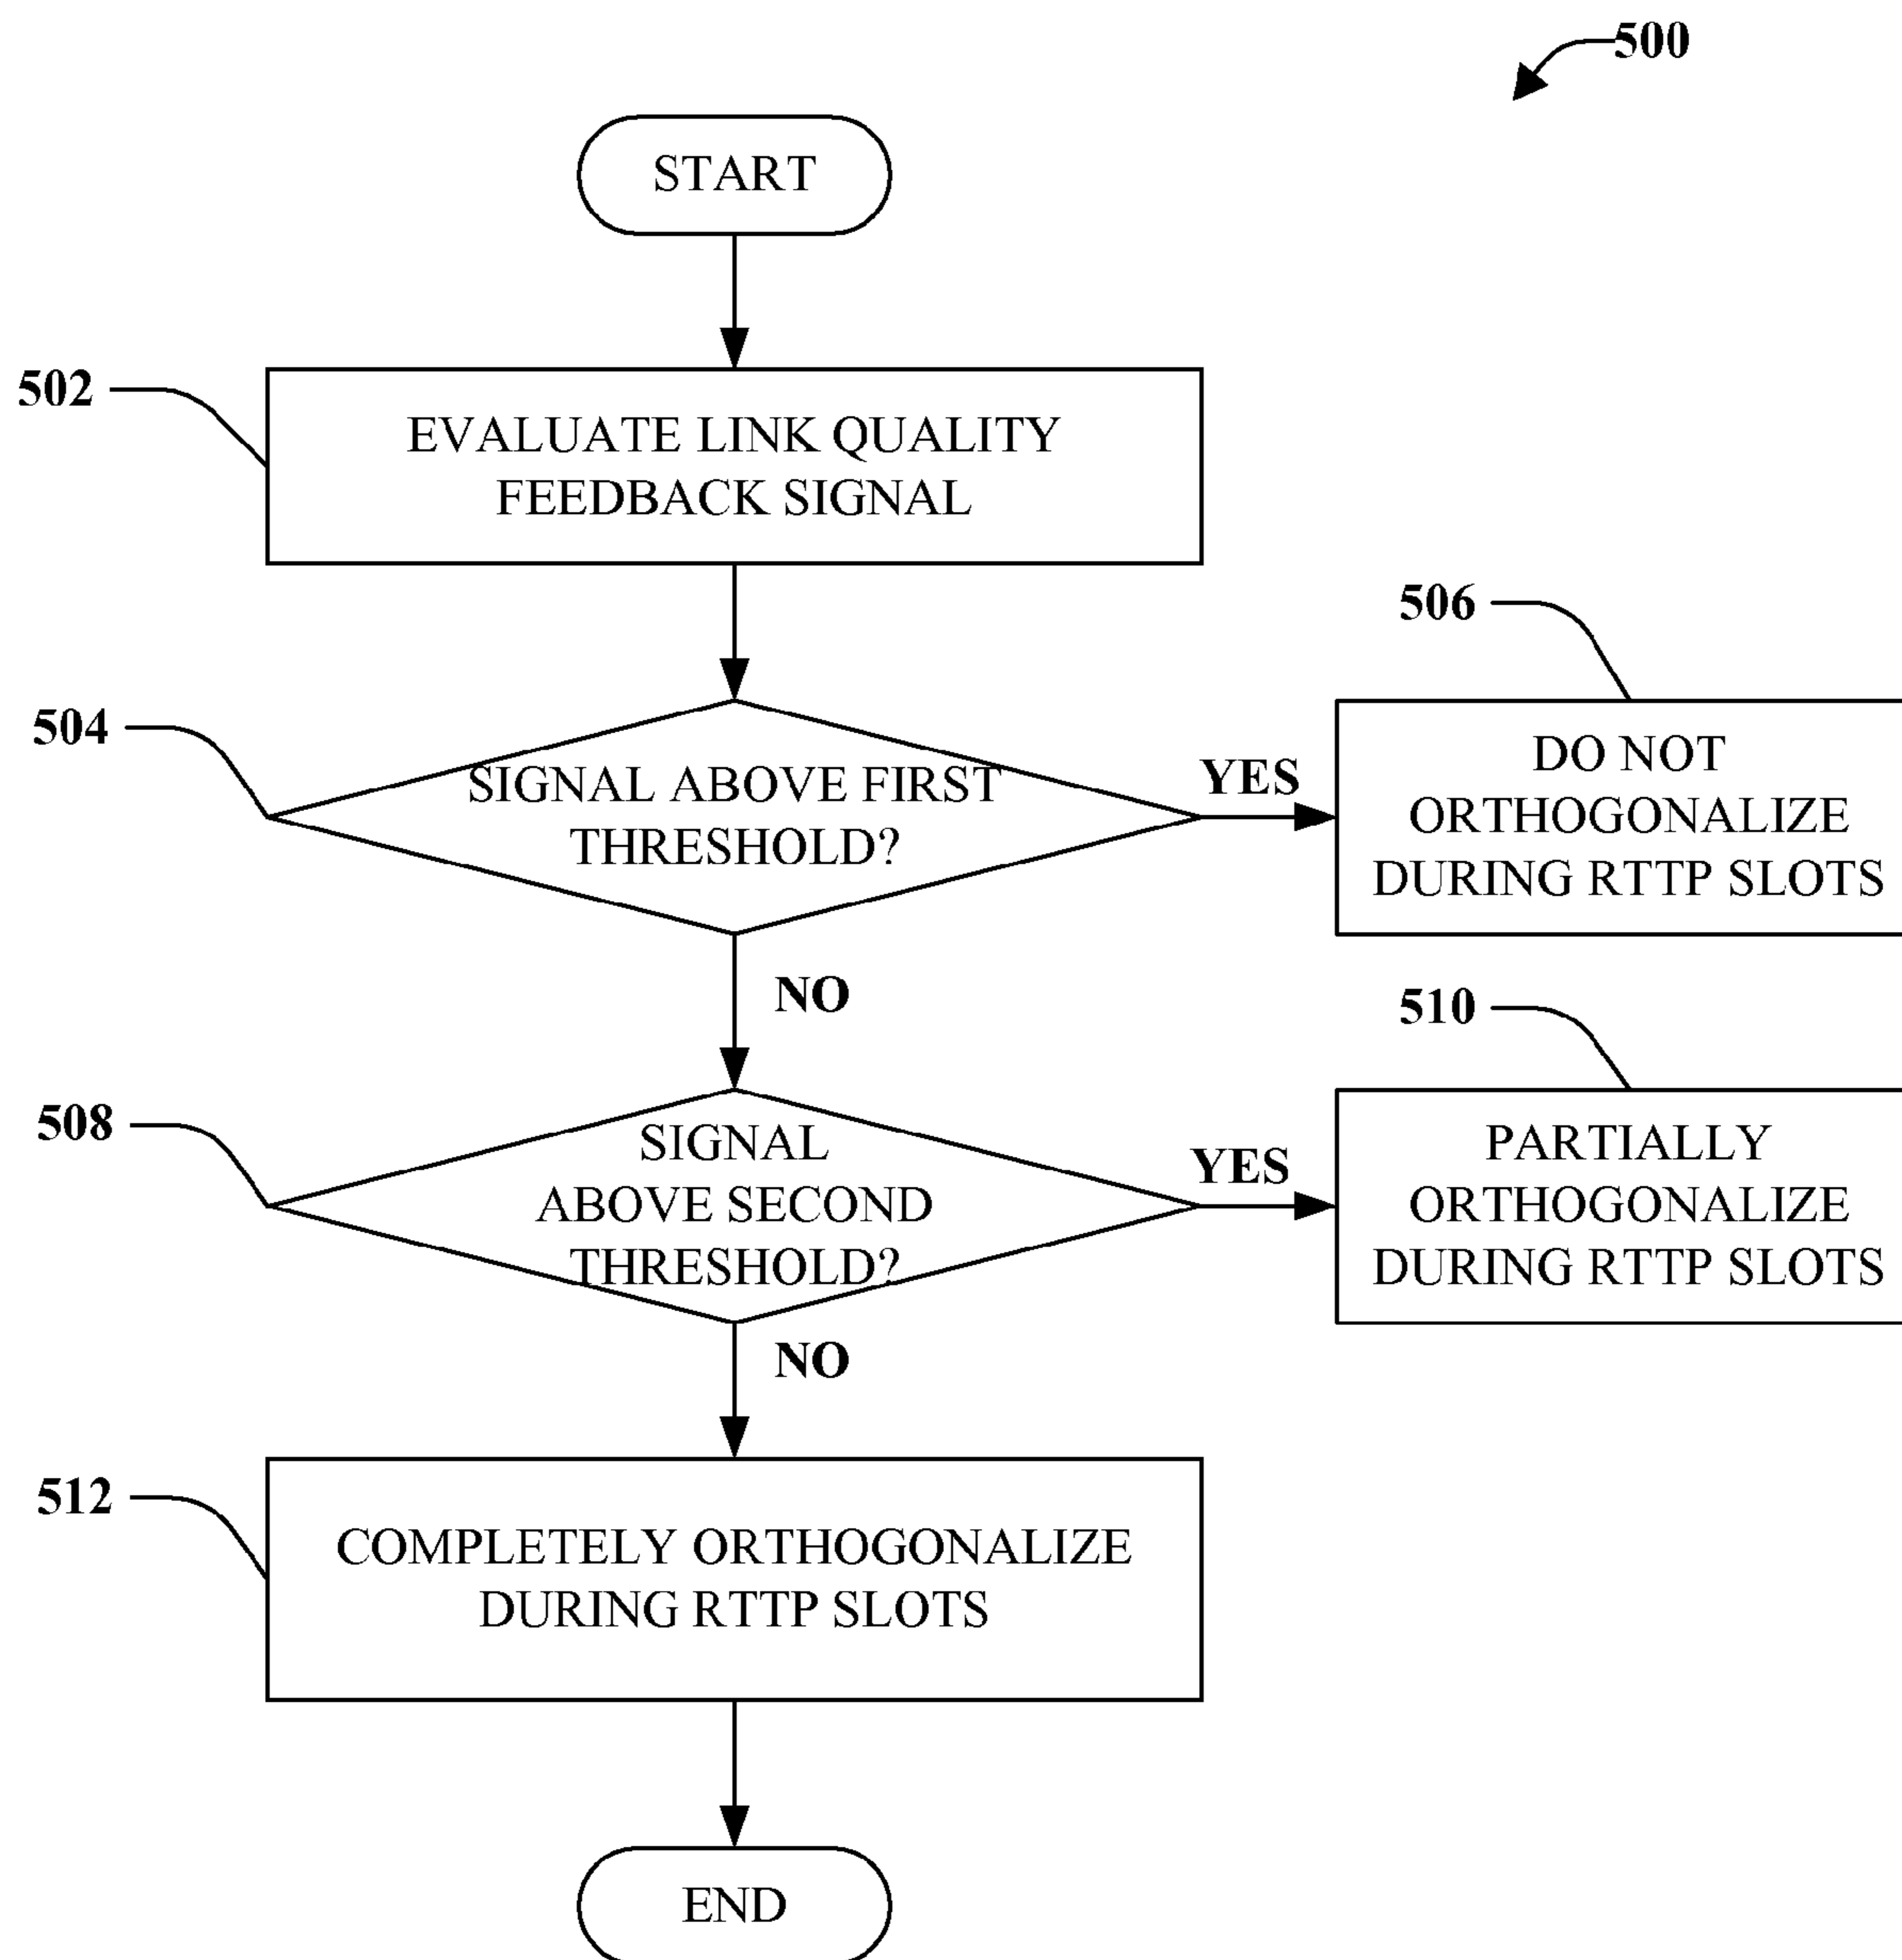 500
START
502
EVALUATE LINK QUALITY
FEEDBACK SIGNAL
506
504
SIGNAL ABOVE FIRST
THRESHOLD?
YES
DO NOT
ORTHOGONALIZE
DURING RTTP SLOTS
NO
510
508
SIGNAL
ABOVE SECOND
THRESHOLD?
YES
PARTIALLY
ORTHOGONALIZE
DURING RTTP SLOTS
NO
512
COMPLETELY ORTHOGONALIZE
DURING RTTP SLOTS
END